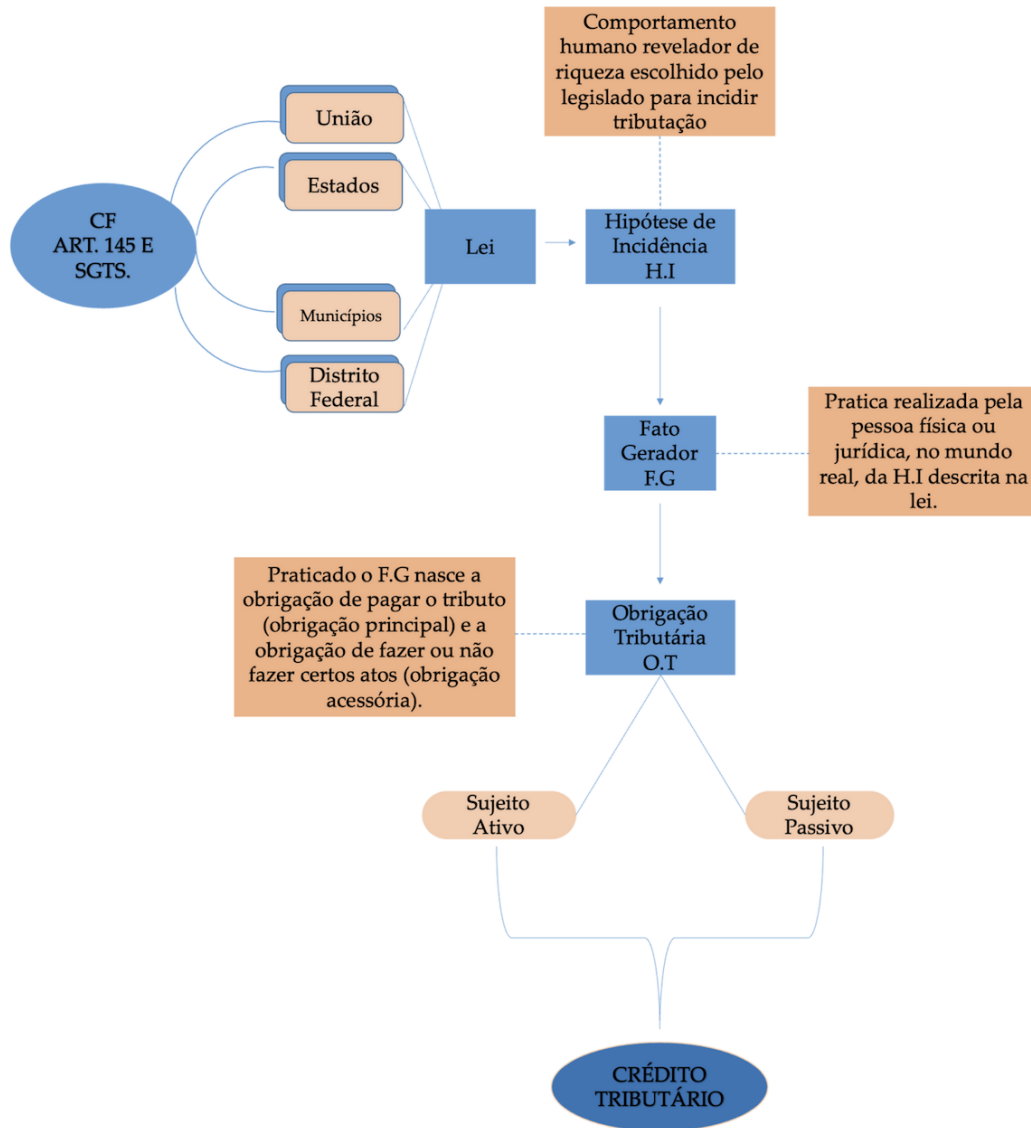 Comportamento
humano revelador de
riqueza escolhido pelo
legislado para incidir
tributação
União
Estados
CF
ART. 145 E
SGTS.
Lei
Hipótese de
Incidência
H.I
Municípios
Distrito
Federal
Fato
Gerador
F.G
Pratica realizada pela
pessoa física ou
jurídica, no mundo
real, da H.I descrita na
lei.
Praticado o F.G nasce a
obrigação de pagar o tributo
(obrigação principal) e a
obrigação de fazer ou não
fazer certos atos (obrigação
acessória).
Obrigação
Tributária
O.T
Sujeito
Ativo
Sujeito
Passivo
CRÉDITO
TRIBUTÁRIO